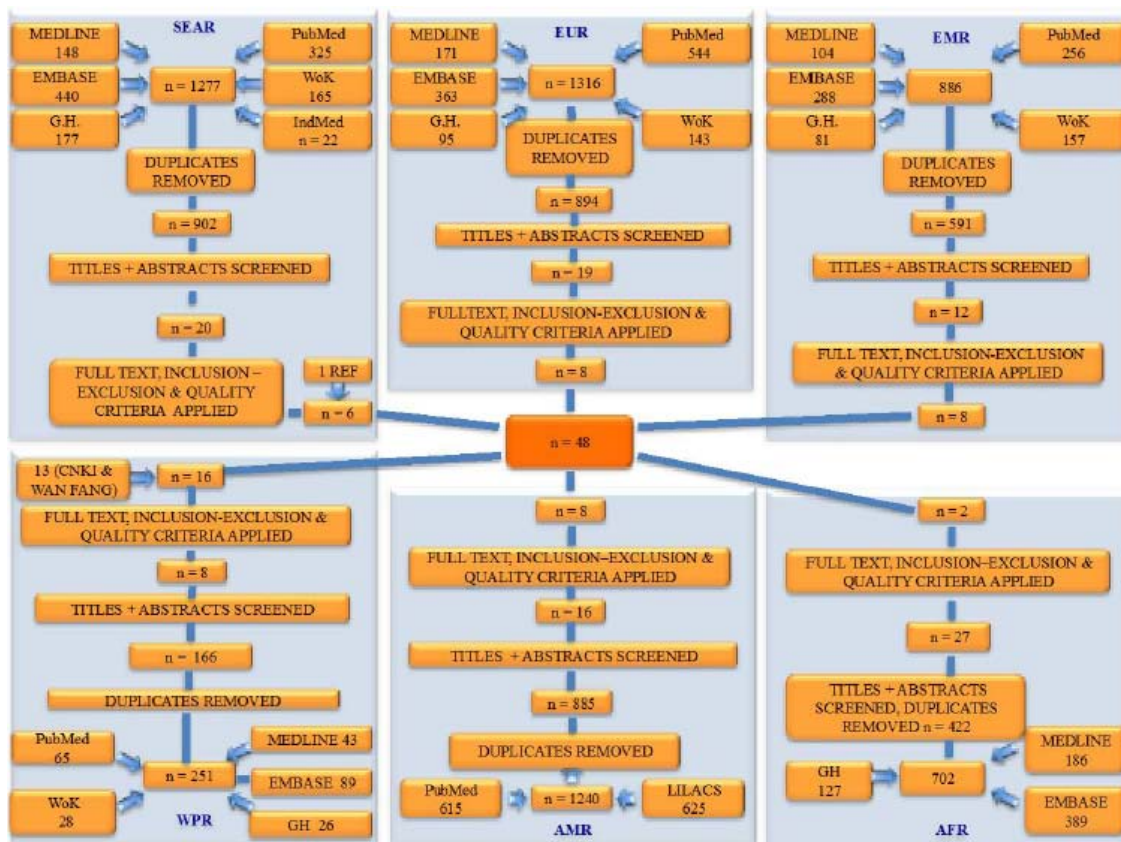 SEAR
MEDLINE
148
EMBASE
440
G.H.
177
n = 1277
PubMed
325
WoK
165
IndMed
n = 22
DUPLICATES
REMOVED
n = 902
TITLES + ABSTRACTS SCREENED
n = 20
FULL TEXT, INCLUSION –
EXCLUSION & QUALITY
CRITERIA APPLIED
1 REF
n = 6
EUR
MEDLINE
171
EMBASE
363
G.H.
95
n = 1316
PubMed
544
WoK
143
DUPLICATES
REMOVED
n = 894
TITLES + ABSTRACTS SCREENED
n = 19
FULLTEXT, INCLUSION-EXCLUSION &
QUALITY CRITERIA APPLIED
n = 8
EMR
MEDLINE
104
EMBASE
288
G.H.
81
886
PubMed
256
WoK
157
DUPLICATES
REMOVED
n = 591
TITLES + ABSTRACTS SCREENED
n = 12
FULL TEXT, INCLUSION-EXCLUSION
& QUALITY CRITERIA APPLIED
n = 8
n = 48
13 (CNKI &
WAN FANG)
n = 16
FULL TEXT, INCLUSION-EXCLUSION &
QUALITY CRITERIA APPLIED
n = 8
TITLES + ABSTRACTS SCREENED
n = 166
DUPLICATES REMOVED
PubMed
65
WoK
28
n = 251
MEDLINE 43
EMBASE 89
GH 26
WPR
n = 8
FULL TEXT, INCLUSION–EXCLUSION &
QUALITY CRITERIA APPLIED
n = 16
TITLES + ABSTRACTS SCREENED
n = 885
DUPLICATES REMOVED
PubMed
615
n = 1240
LILACS
625
AMR
n = 2
FULL TEXT, INCLUSION–EXCLUSION &
QUALITY CRITERIA APPLIED
n = 27
TITLES + ABSTRACTS
SCREENED, DUPLICATES
REMOVED n = 422
GH
127
702
MEDLINE
186
EMBASE
389
AFR